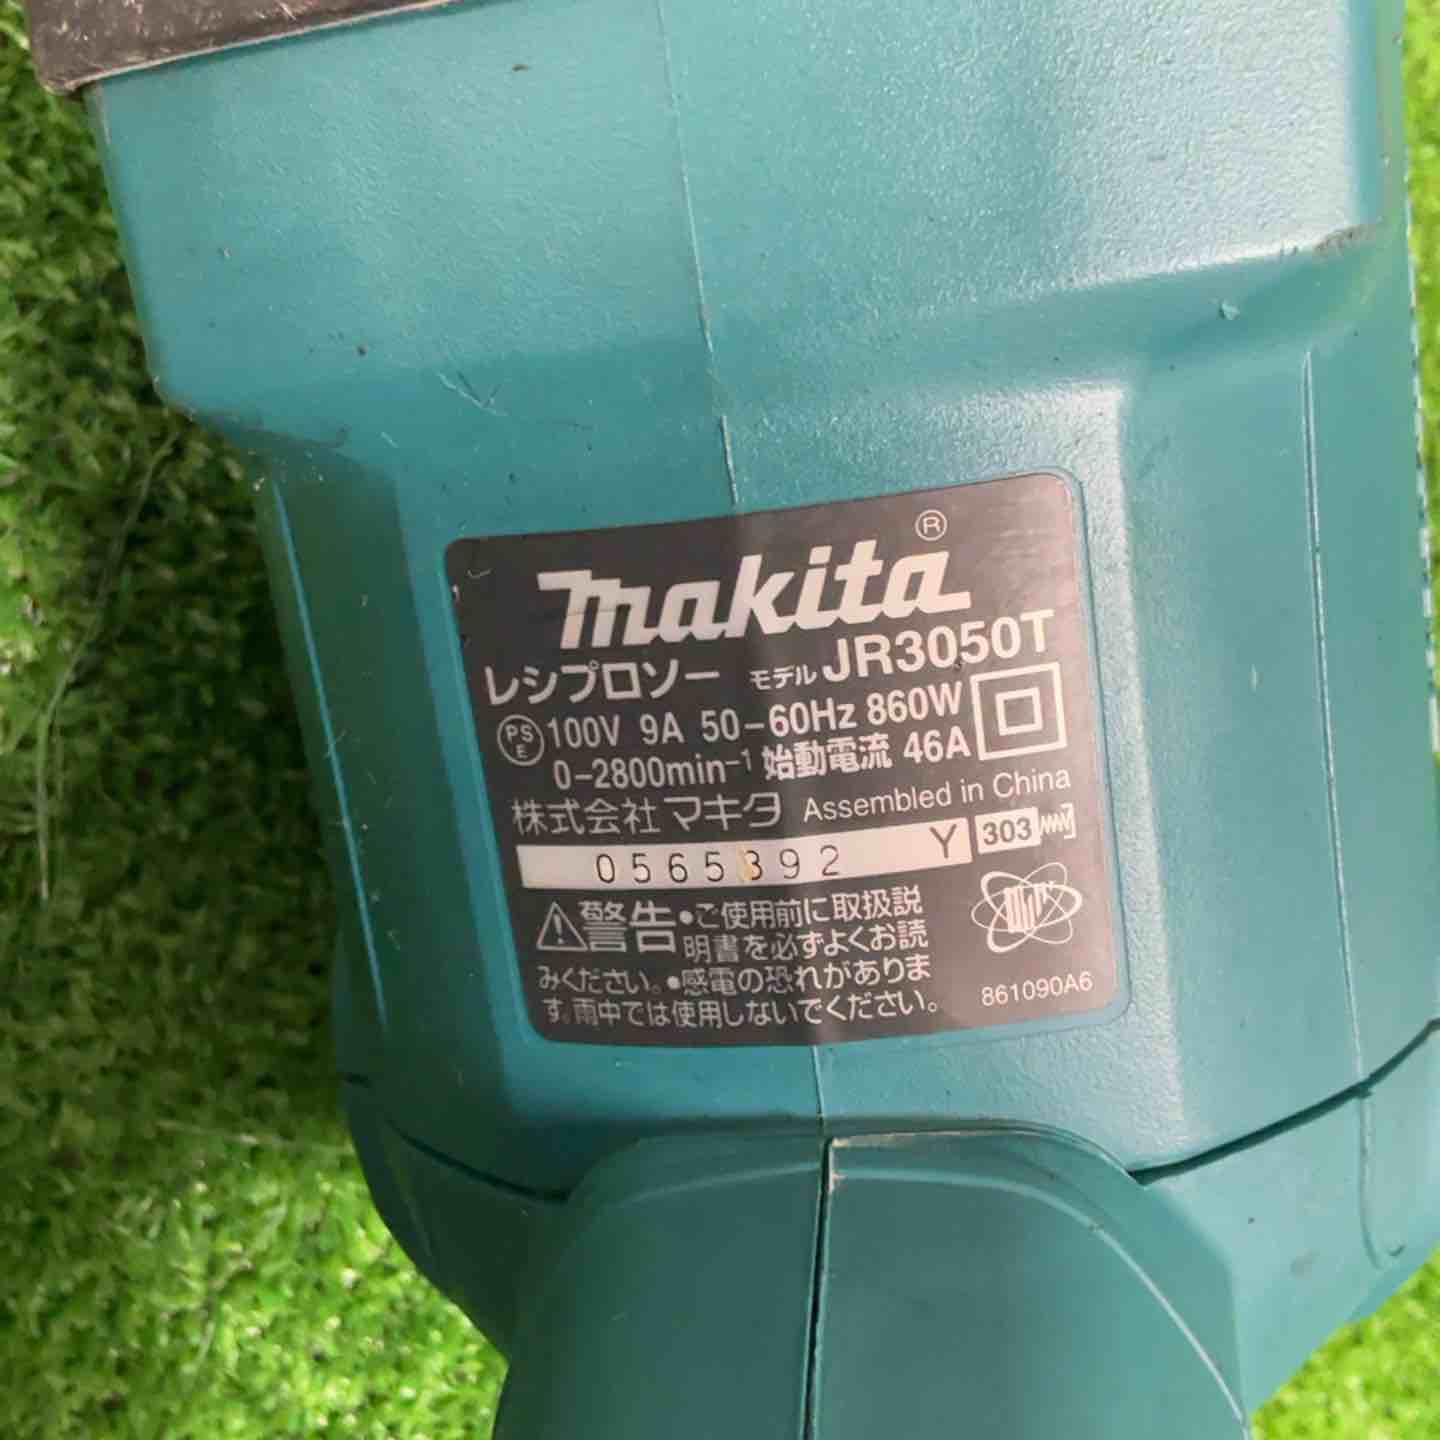 makita®
レシプロソー モデル JR3050T
PSE 100V 9A 50-60Hz 860W
0-2800min⁻¹ 始動電流 46A
株式会社マキタ Assembled in China
0565392 Y 303
警告 •ご使用前に取扱説
明書を必ずよくお読
みください。•感電の恐れがありま
す。雨中では使用しないでください。
861090A6